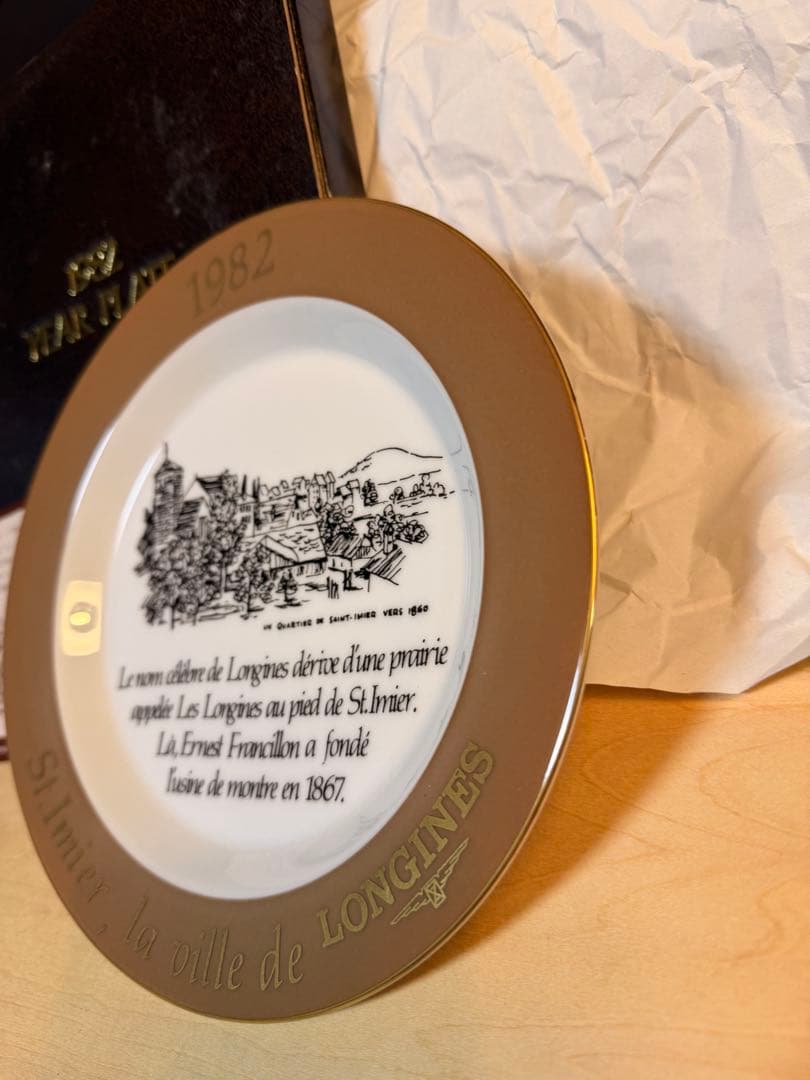 1982
YEAR PLATE
1982
UN QUARTIER DE SAINT-IMIER VERS 1860
Le nom célèbre de Longines dérive d'une prairie
appelée Les Longines au pied de St.Imier.
Là, Ernest Francillon a fondé
l'usine de montre en 1867.
St.Imier, la ville de LONGINES